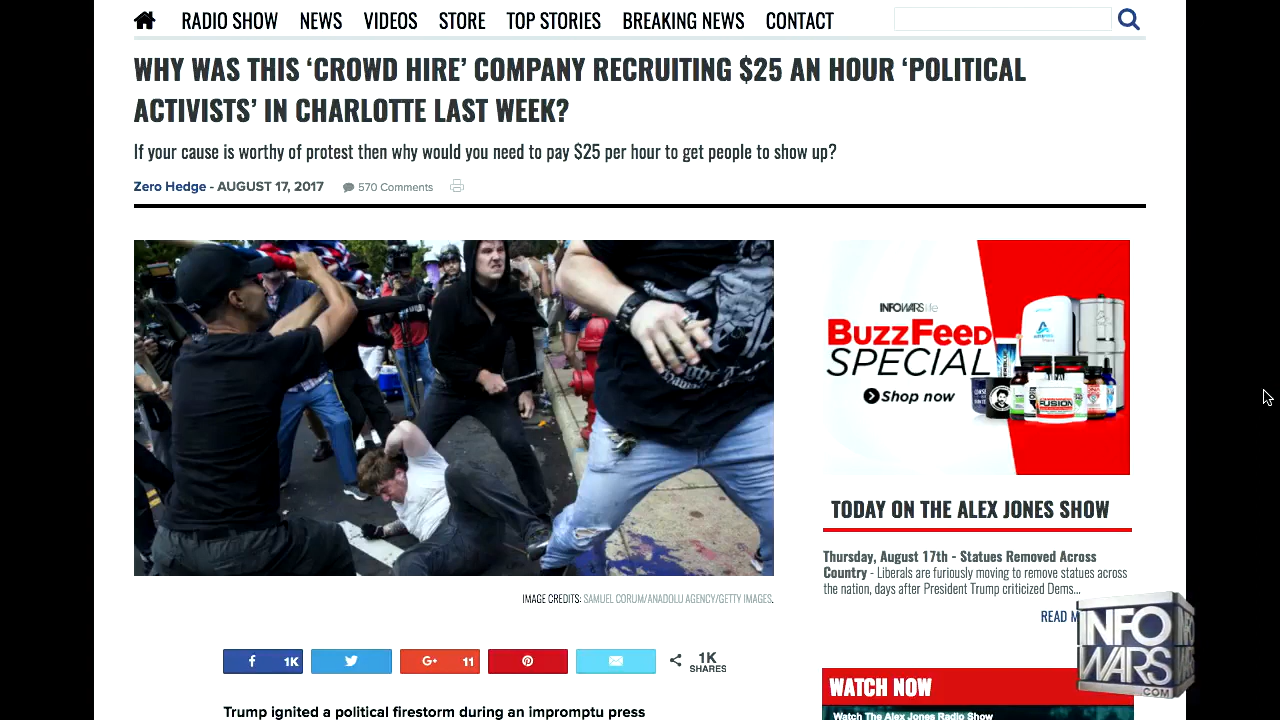 RADIO SHOW NEWS VIDEOS STORE TOP STORIES BREAKING NEWS CONTACT
WHY WAS THIS ‘CROWD HIRE’ COMPANY RECRUITING $25 AN HOUR ‘POLITICAL
ACTIVISTS’ IN CHARLOTTE LAST WEEK?
If your cause is worthy of protest then why would you need to pay $25 per hour to get people to show up?
Zero Hedge - AUGUST 17, 2017 570 Comments
INFOWARSlife
BUZZFEED
SPECIAL
Shop now
FUSION
TODAY ON THE ALEX JONES SHOW
Thursday, August 17th - Statues Removed Across
Country - Liberals are furiously moving to remove statues across
the nation, days after President Trump criticized Dems...
IMAGE CREDITS: SAMUEL CORUM/ANADOLU AGENCY/GETTY IMAGES.
READ M
INFO
WARS
.COM
f 1K
G+ 11
1K
SHARES
WATCH NOW
Watch The Alex Jones Radio Show
Trump ignited a political firestorm during an impromptu press